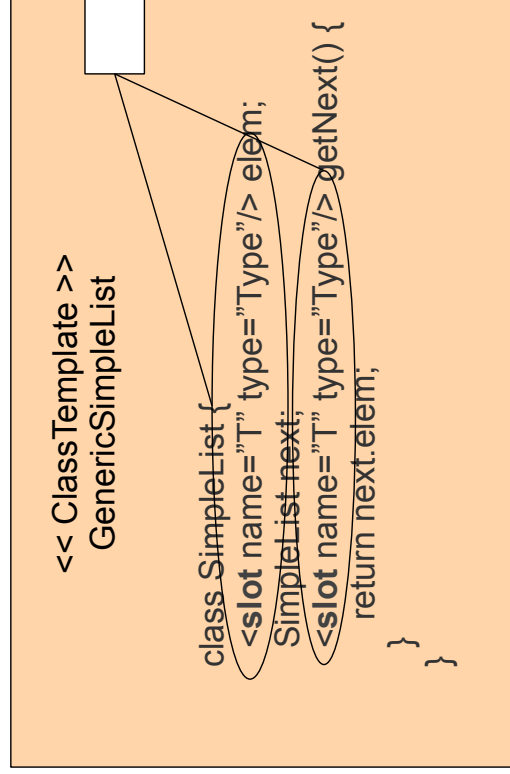 << ClassTemplate >>
GenericSimpleList
class SimpleList {
<slot name=”T” type=”Type”/> elem;
SimpleList next;
<slot name=”T” type=”Type”/> getNext() {
return next.elem;
}
}